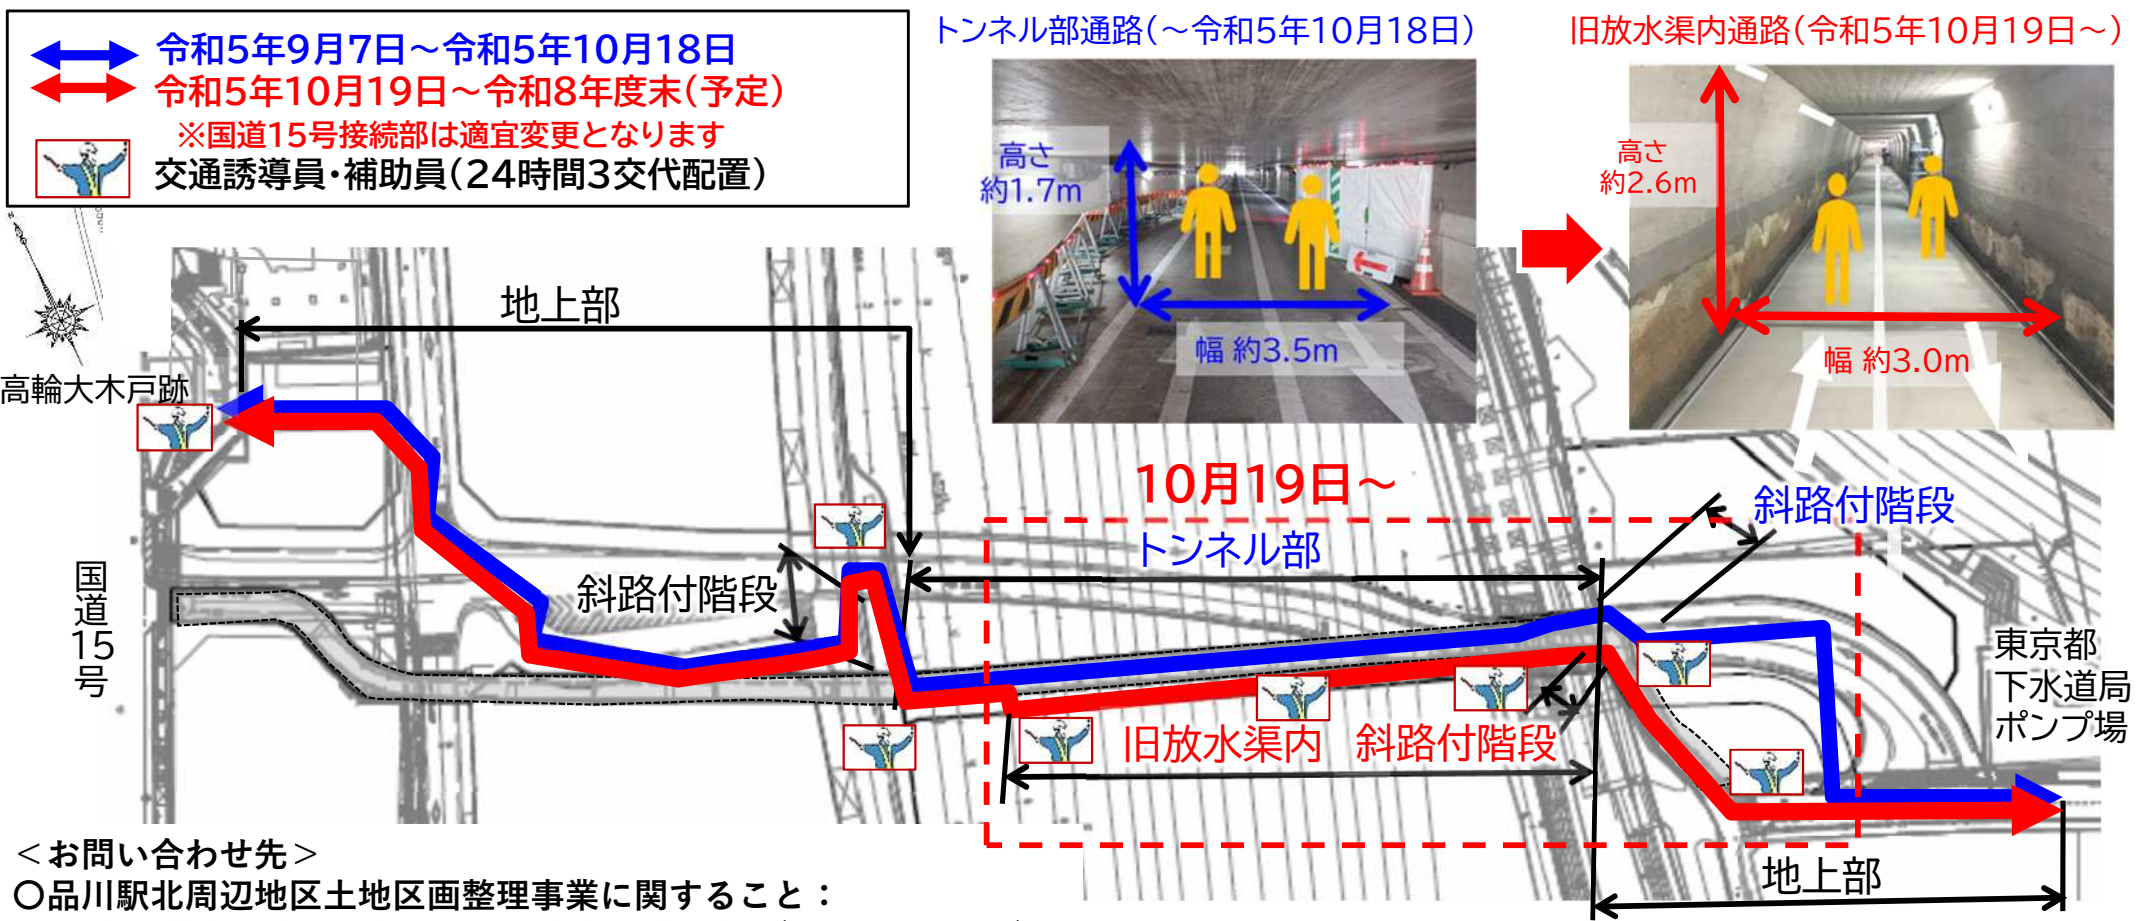 令和5年9月7日～令和5年10月18日
令和5年10月19日～令和8年度末(予定)
※国道15号接続部は適宜変更となります
交通誘導員・補助員(24時間3交代配置)
トンネル部通路(～令和5年10月18日)
高さ
約1.7m
幅 約3.5m
旧放水渠内通路(令和5年10月19日～)
高さ
約2.6m
幅 約3.0m
地上部
高輪大木戸跡
国道15号
斜路付階段
10月19日～
トンネル部
斜路付階段
旧放水渠内
斜路付階段
東京都
下水道局
ポンプ場
地上部
＜お問い合わせ先＞
〇品川駅北周辺地区土地区画整理事業に関すること：